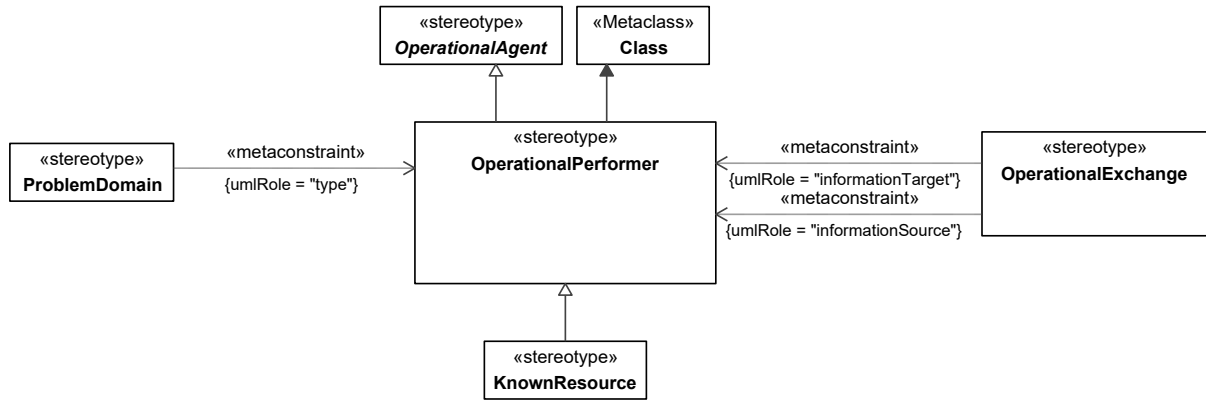 «stereotype»
OperationalAgent
«Metaclass»
Class
«stereotype»
ProblemDomain
«metaconstraint»
{umlRole = "type"}
«stereotype»
OperationalPerformer
«metaconstraint»
{umlRole = "informationTarget"}
«metaconstraint»
{umlRole = "informationSource"}
«stereotype»
OperationalExchange
«stereotype»
KnownResource